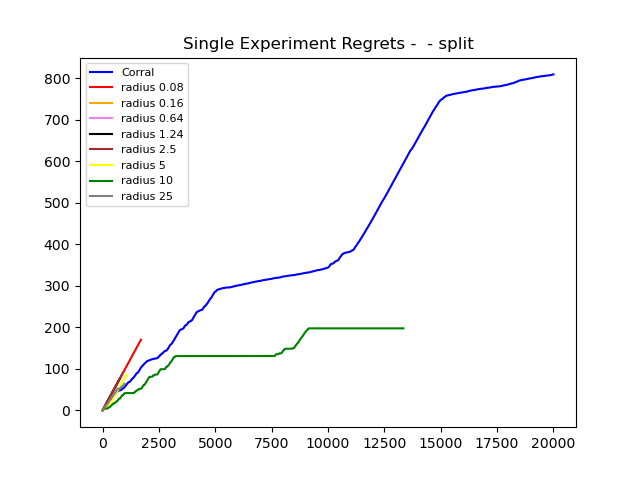 Single Experiment Regrets -  - split
Corral
radius 0.08
radius 0.16
radius 0.64
radius 1.24
radius 2.5
radius 5
radius 10
radius 25
800
700
600
500
400
300
200
100
0
0 2500 5000 7500 10000 12500 15000 17500 20000